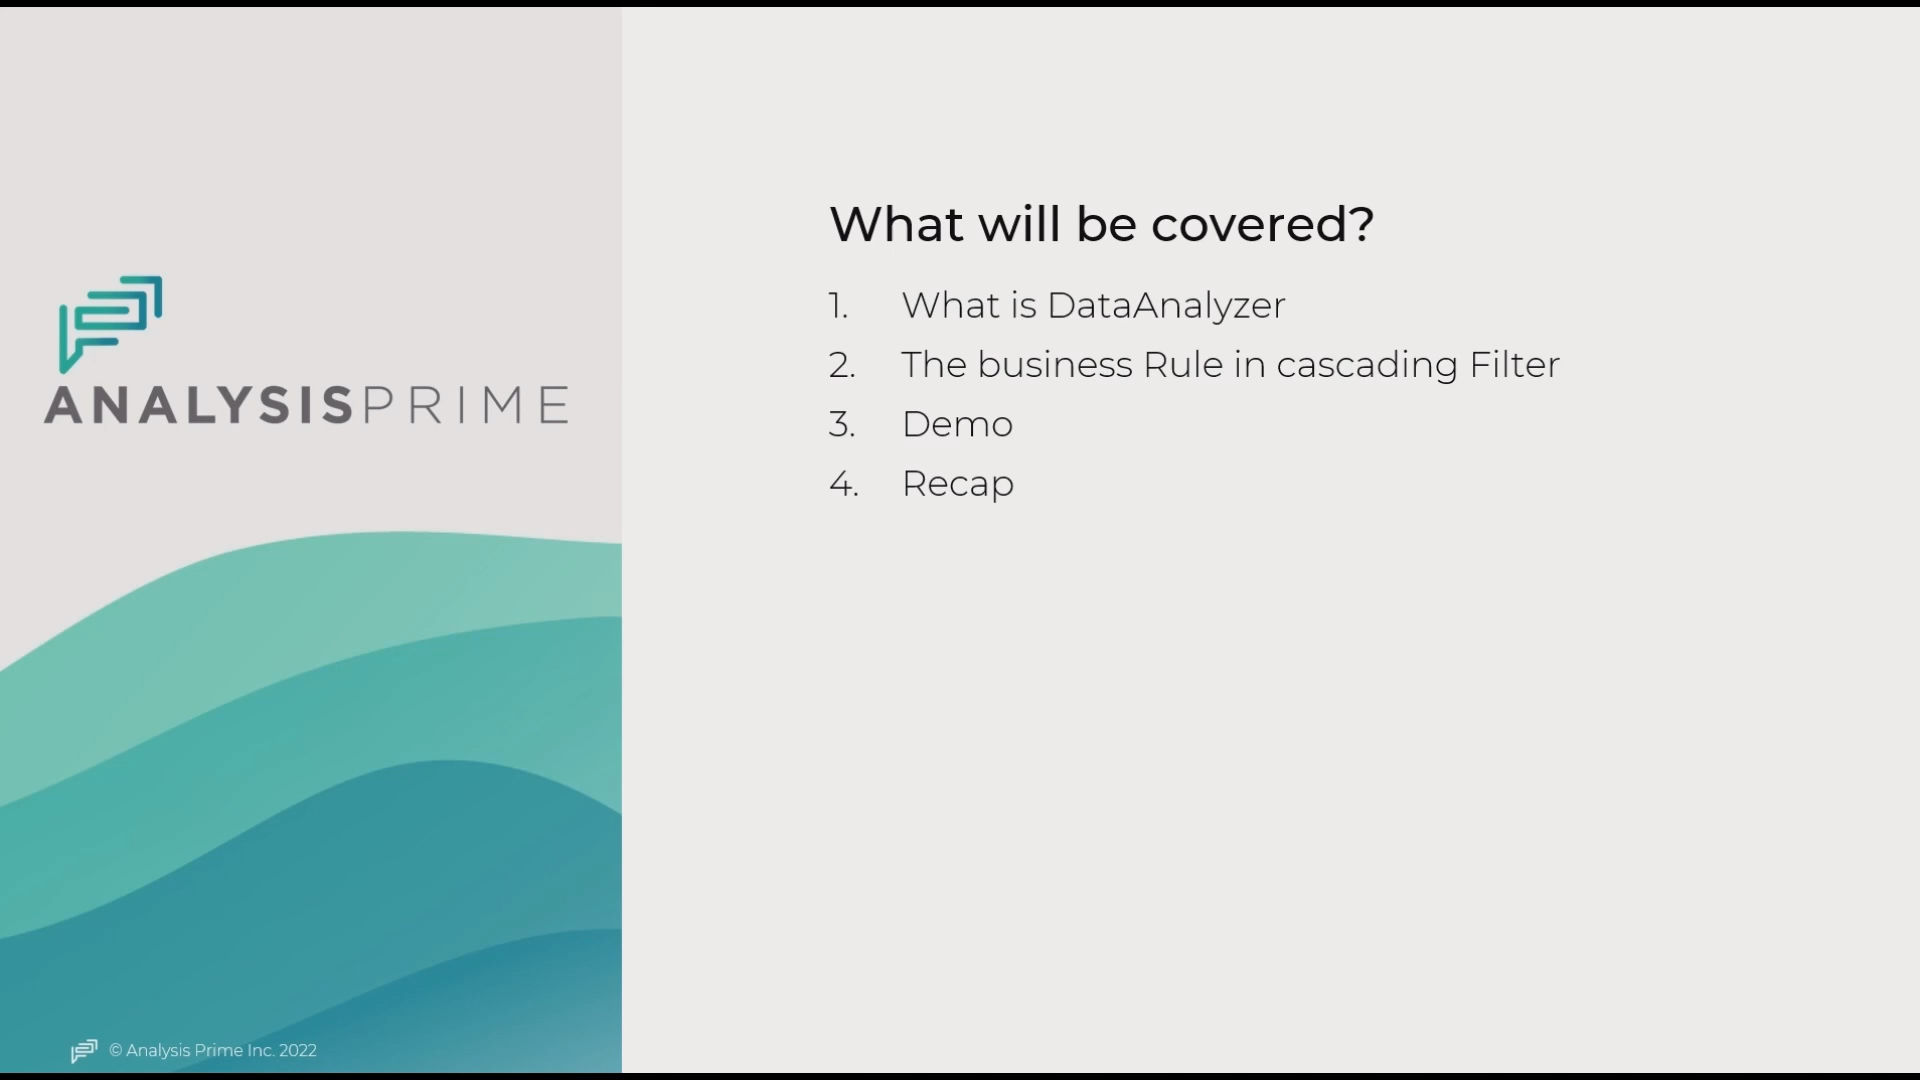 ANALYSISPRIME
What will be covered?
1. What is DataAnalyzer
2. The business Rule in cascading Filter
3. Demo
4. Recap
© Analysis Prime Inc. 2022